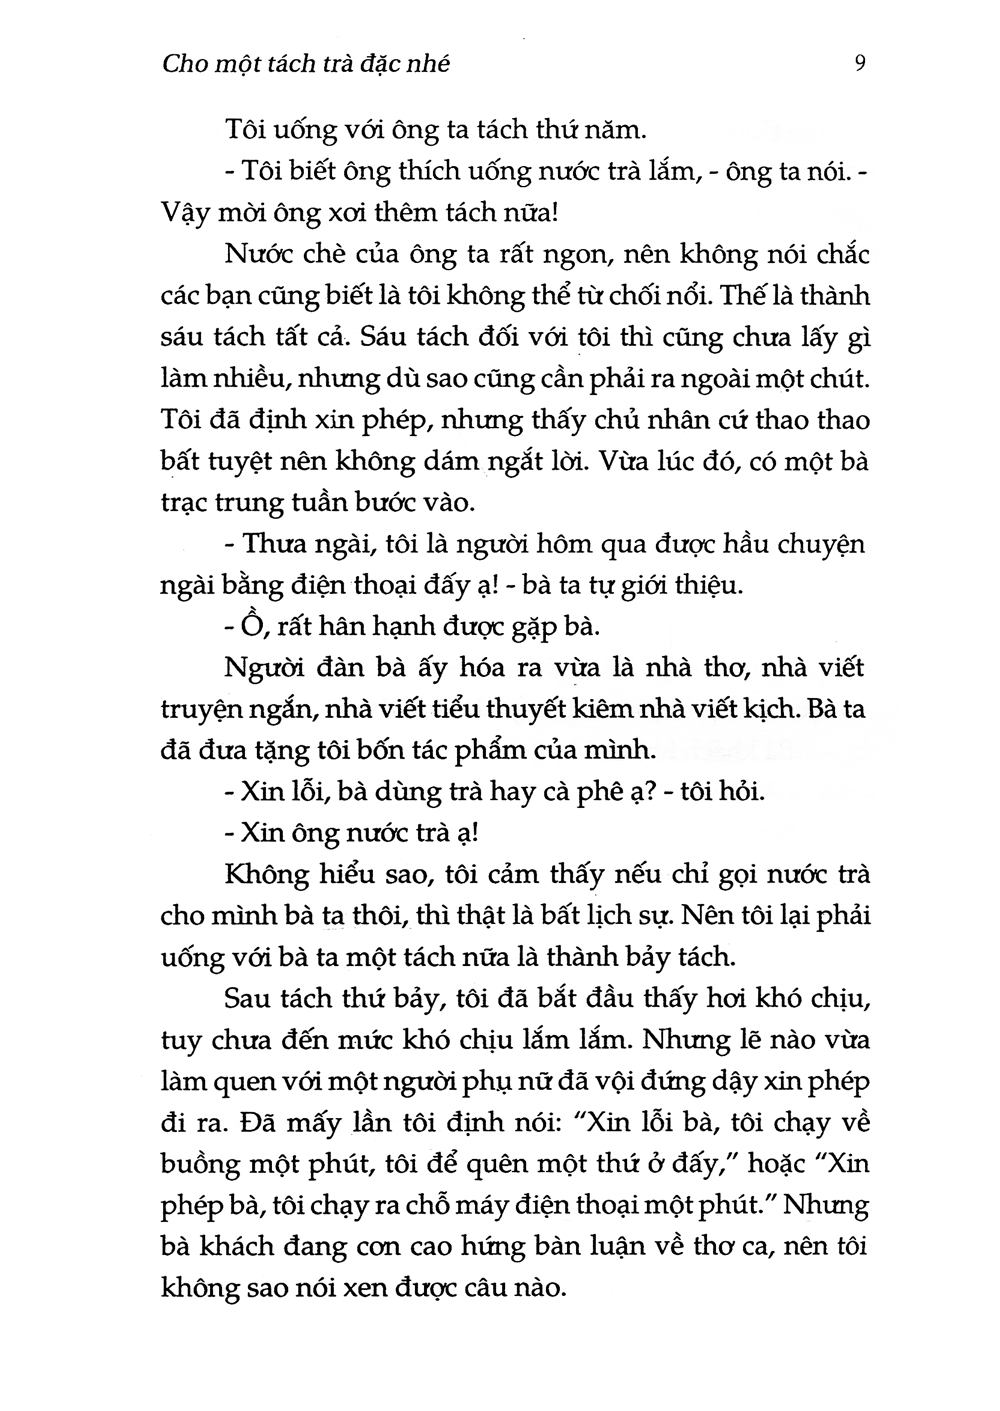 Cho một tách trà đặc nhé 9
Tôi uống với ông ta tách thứ năm.
- Tôi biết ông thích uống nước trà lắm, - ông ta nói. -
Vậy mời ông xơi thêm tách nữa!
Nước chè của ông ta rất ngon, nên không nói chắc
các bạn cũng biết là tôi không thể từ chối nổi. Thế là thành
sáu tách tất cả. Sáu tách đối với tôi thì cũng chưa lấy gì
làm nhiều, nhưng dù sao cũng cần phải ra ngoài một chút.
Tôi đã định xin phép, nhưng thấy chủ nhân cứ thao thao
bất tuyệt nên không dám ngắt lời. Vừa lúc đó, có một bà
trạc trung tuần bước vào.
- Thưa ngài, tôi là người hôm qua được hầu chuyện
ngài bằng điện thoại đấy ạ! - bà ta tự giới thiệu.
- Ồ, rất hân hạnh được gặp bà.
Người đàn bà ấy hóa ra vừa là nhà thơ, nhà viết
truyện ngắn, nhà viết tiểu thuyết kiêm nhà viết kịch. Bà ta
đã đưa tặng tôi bốn tác phẩm của mình.
- Xin lỗi, bà dùng trà hay cà phê ạ? - tôi hỏi.
- Xin ông nước trà ạ!
Không hiểu sao, tôi cảm thấy nếu chỉ gọi nước trà
cho mình bà ta thôi, thì thật là bất lịch sự. Nên tôi lại phải
uống với bà ta một tách nữa là thành bảy tách.
Sau tách thứ bảy, tôi đã bắt đầu thấy hơi khó chịu,
tuy chưa đến mức khó chịu lắm lắm. Nhưng lẽ nào vừa
làm quen với một người phụ nữ đã vội đứng dậy xin phép
đi ra. Đã mấy lần tôi định nói: "Xin lỗi bà, tôi chạy về
buồng một phút, tôi để quên một thứ ở đấy," hoặc "Xin
phép bà, tôi chạy ra chỗ máy điện thoại một phút." Nhưng
bà khách đang cơn cao hứng bàn luận về thơ ca, nên tôi
không sao nói xen được câu nào.